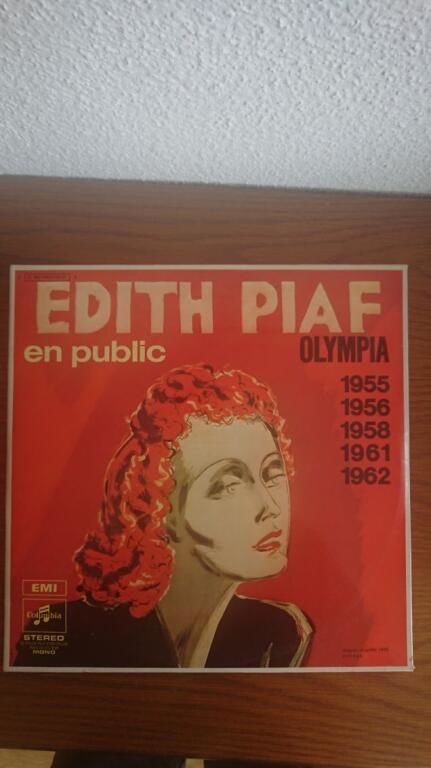 EDITH PIAF
en public
OLYMPIA
1955
1956
1958
1961
1962
EMI
Columbia
STEREO
MONO